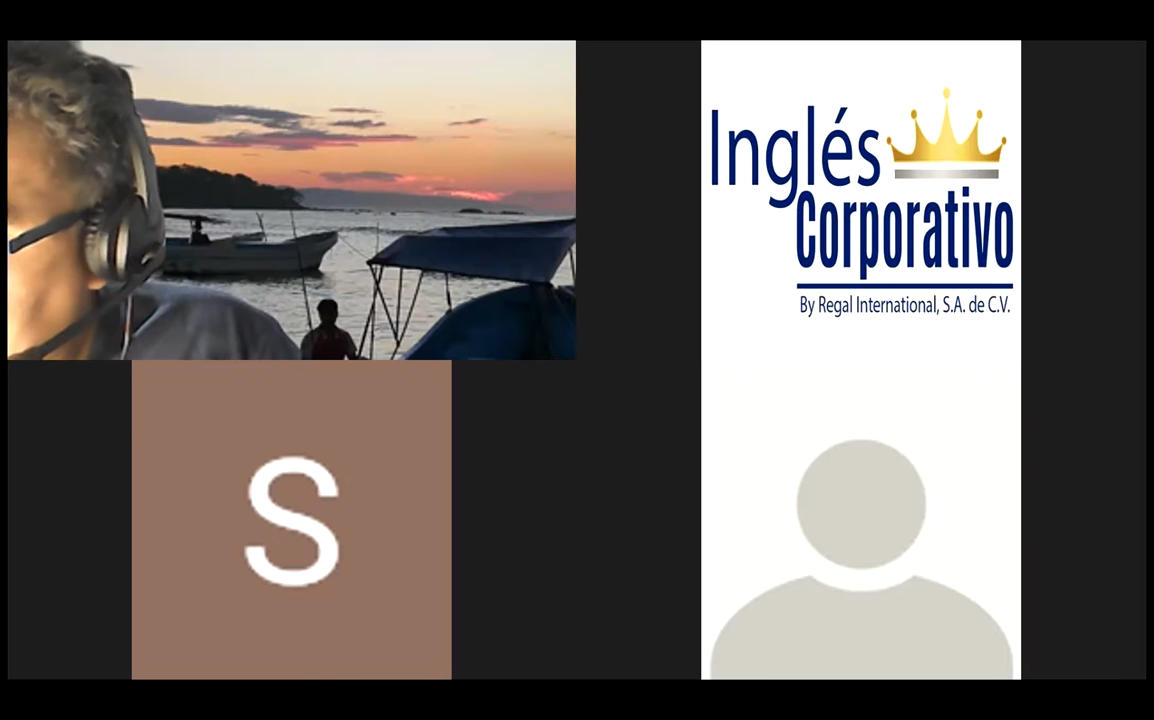 Inglés
Corporativo
By Regal International, S.A. de C.V.
S